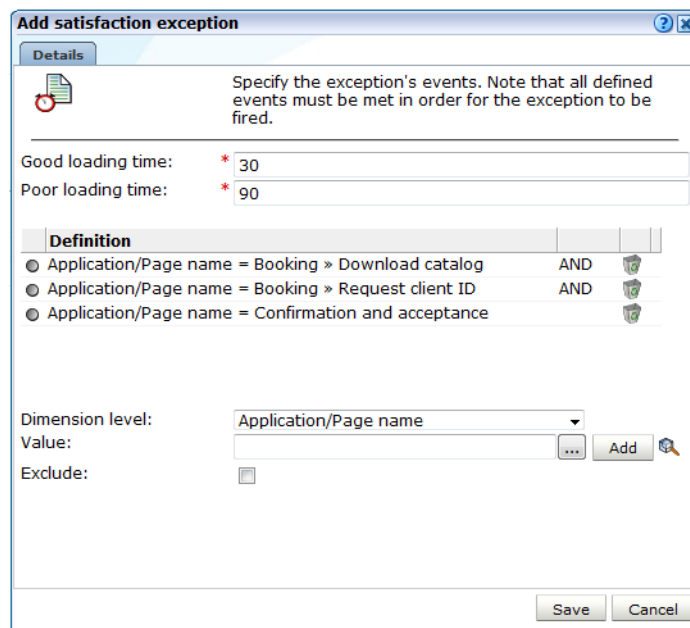 Add satisfaction exception
Details
Specify the exception's events. Note that all defined
events must be met in order for the exception to be
fired.
Good loading time: * 30
Poor loading time: * 90
Definition
Application/Page name = Booking » Download catalog AND
Application/Page name = Booking » Request client ID AND
Application/Page name = Confirmation and acceptance
Dimension level: Application/Page name
Value: ... Add
Exclude:
Save Cancel